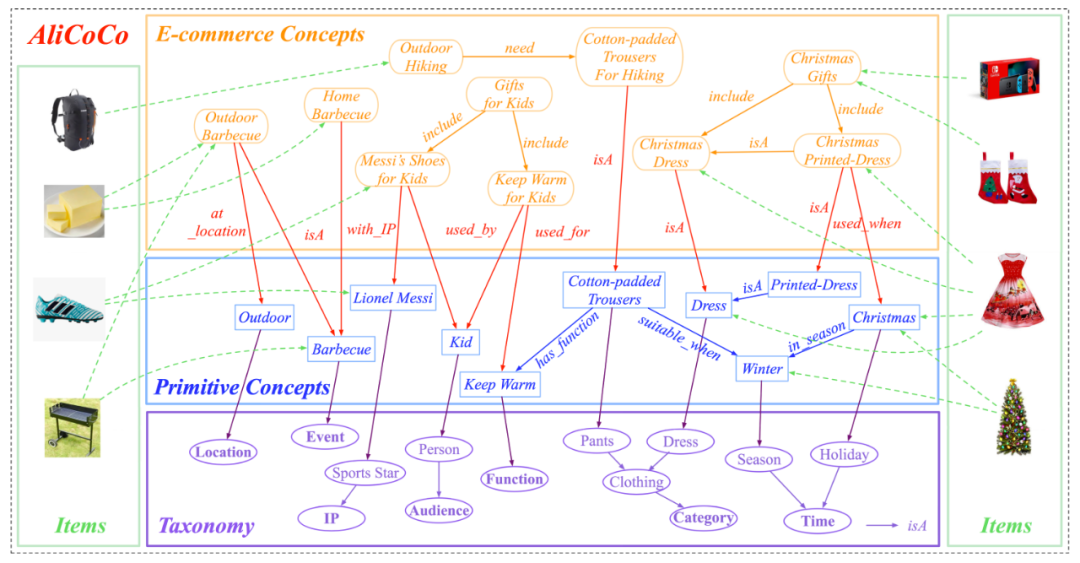 AliCoCo
E-commerce Concepts
Outdoor
Hiking
need
Cotton-padded
Trousers
For Hiking
Christmas
Gifts
Home
Barbecue
Gifts
for Kids
include
include
Outdoor
Barbecue
include
include
Messi's Shoes
for Kids
Keep Warm
for Kids
isA
Christmas
Dress
isA
Christmas
Printed-Dress
at
_location
isA
with_IP
used_by
used_for
isA
isA
used_when
Outdoor
Lionel Messi
Cotton-padded
Trousers
isA
Printed-Dress
Dress
Christmas
Barbecue
Kid
has_function
suitable_when
in_season
Keep Warm
Winter
Primitive Concepts
Location
Event
Person
Pants
Dress
Season
Holiday
Sports Star
Function
Clothing
IP
Audience
Category
Time
isA
Taxonomy
Items
Items
SWITCH